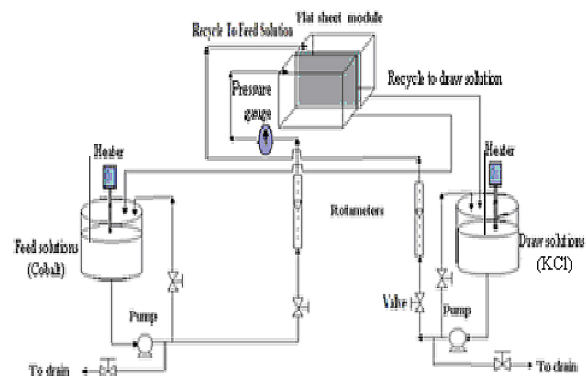 Flat sheet module
Recycle To Feed Solution
Recycle to draw solution
Pressure
gauge
Heater
Heater
Rotameters
Feed solutions
(Cobalt)
Draw solutions
(KCl)
Valve
Pump
Pump
To drain
To drain